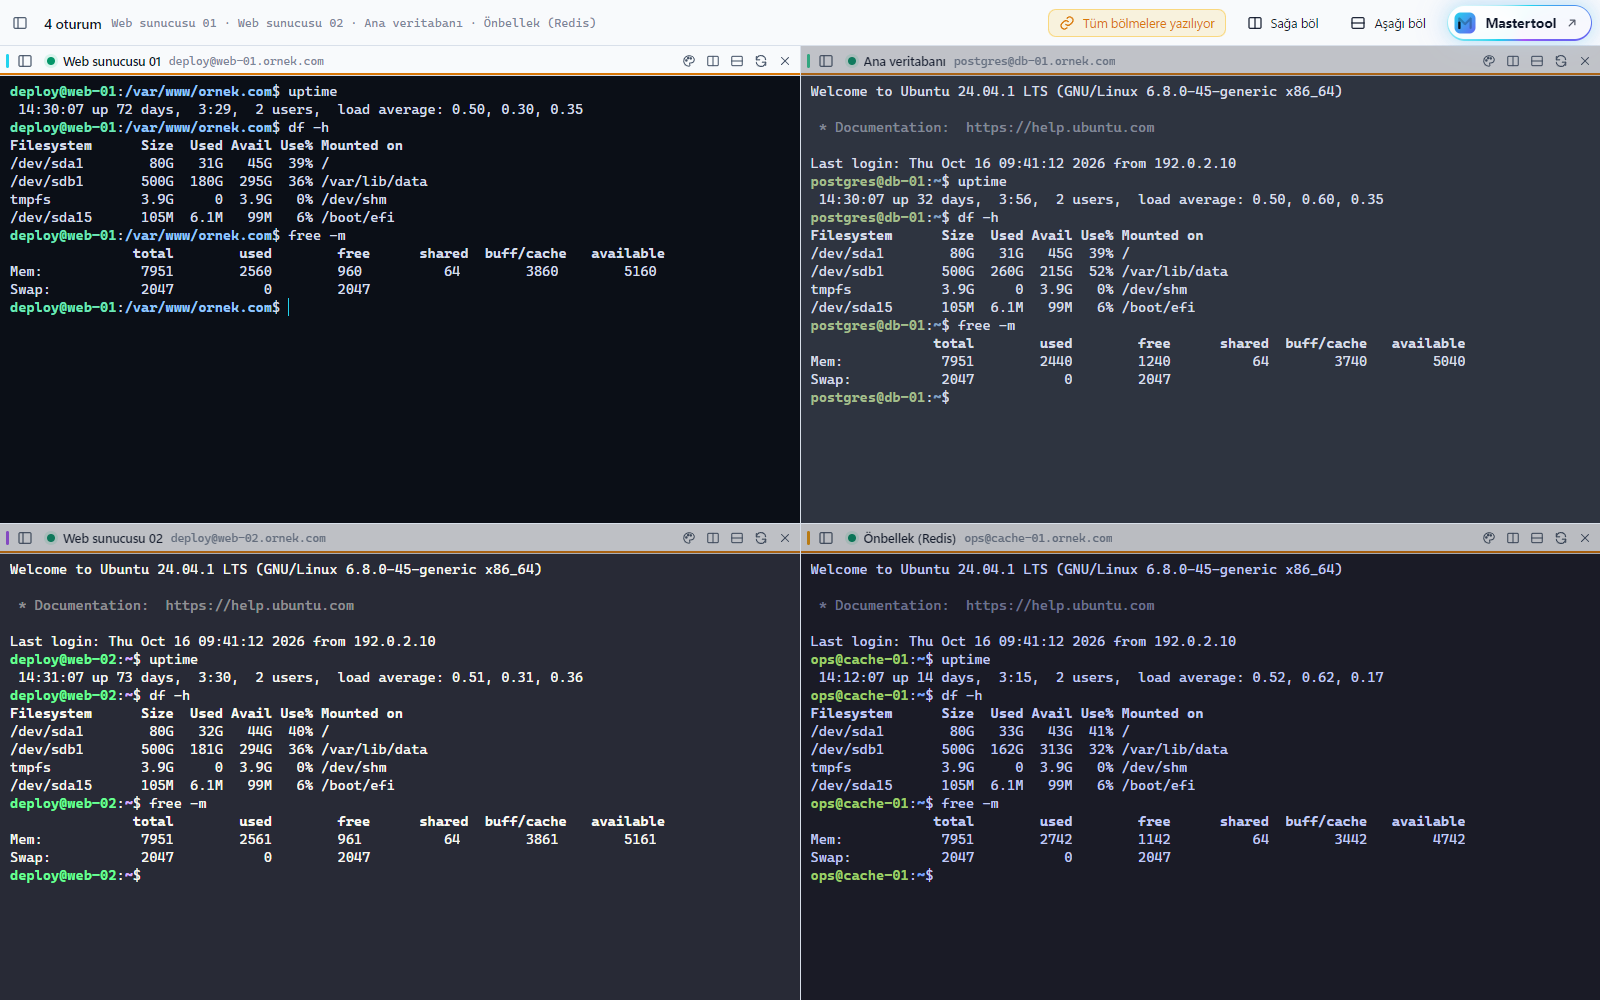 4 oturum Web sunucusu 01 · Web sunucusu 02 · Ana veritabanı · Önbellek (Redis)
Tüm bölmelere yazılıyor Sağa böl Aşağı böl Mastertool ↗
Web sunucusu 01 deploy@web-01.ornek.com
deploy@web-01:/var/www/ornek.com$ uptime
 14:30:07 up 72 days,  3:29,  2 users,  load average: 0.50, 0.30, 0.35
deploy@web-01:/var/www/ornek.com$ df -h
Filesystem      Size  Used Avail Use% Mounted on
/dev/sda1        80G   31G   45G  39% /
/dev/sdb1       500G  180G  295G  36% /var/lib/data
tmpfs           3.9G     0  3.9G   0% /dev/shm
/dev/sda15      105M  6.1M   99M   6% /boot/efi
deploy@web-01:/var/www/ornek.com$ free -m
               total        used        free      shared  buff/cache   available
Mem:            7951        2560        960          64        3860        5160
Swap:           2047           0        2047
deploy@web-01:/var/www/ornek.com$
Ana veritabanı postgres@db-01.ornek.com
Welcome to Ubuntu 24.04.1 LTS (GNU/Linux 6.8.0-45-generic x86_64)
 * Documentation:  https://help.ubuntu.com
Last login: Thu Oct 16 09:41:12 2026 from 192.0.2.10
postgres@db-01:~$ uptime
 14:30:07 up 32 days,  3:56,  2 users,  load average: 0.50, 0.60, 0.35
postgres@db-01:~$ df -h
Filesystem      Size  Used Avail Use% Mounted on
/dev/sda1        80G   31G   45G  39% /
/dev/sdb1       500G  260G  215G  52% /var/lib/data
tmpfs           3.9G     0  3.9G   0% /dev/shm
/dev/sda15      105M  6.1M   99M   6% /boot/efi
postgres@db-01:~$ free -m
               total        used        free      shared  buff/cache   available
Mem:            7951        2440        1240          64        3740        5040
Swap:           2047           0        2047
postgres@db-01:~$
Web sunucusu 02 deploy@web-02.ornek.com
Welcome to Ubuntu 24.04.1 LTS (GNU/Linux 6.8.0-45-generic x86_64)
 * Documentation:  https://help.ubuntu.com
Last login: Thu Oct 16 09:41:12 2026 from 192.0.2.10
deploy@web-02:~$ uptime
 14:31:07 up 73 days,  3:30,  2 users,  load average: 0.51, 0.31, 0.36
deploy@web-02:~$ df -h
Filesystem      Size  Used Avail Use% Mounted on
/dev/sda1        80G   32G   44G  40% /
/dev/sdb1       500G  181G  294G  36% /var/lib/data
tmpfs           3.9G     0  3.9G   0% /dev/shm
/dev/sda15      105M  6.1M   99M   6% /boot/efi
deploy@web-02:~$ free -m
               total        used        free      shared  buff/cache   available
Mem:            7951        2561        961          64        3861        5161
Swap:           2047           0        2047
deploy@web-02:~$
Önbellek (Redis) ops@cache-01.ornek.com
Welcome to Ubuntu 24.04.1 LTS (GNU/Linux 6.8.0-45-generic x86_64)
 * Documentation:  https://help.ubuntu.com
Last login: Thu Oct 16 09:41:12 2026 from 192.0.2.10
ops@cache-01:~$ uptime
 14:12:07 up 14 days,  3:15,  2 users,  load average: 0.52, 0.62, 0.17
ops@cache-01:~$ df -h
Filesystem      Size  Used Avail Use% Mounted on
/dev/sda1        80G   33G   43G  41% /
/dev/sdb1       500G  162G  313G  32% /var/lib/data
tmpfs           3.9G     0  3.9G   0% /dev/shm
/dev/sda15      105M  6.1M   99M   6% /boot/efi
ops@cache-01:~$ free -m
               total        used        free      shared  buff/cache   available
Mem:            7951        2742        1142          64        3442        4742
Swap:           2047           0        2047
ops@cache-01:~$